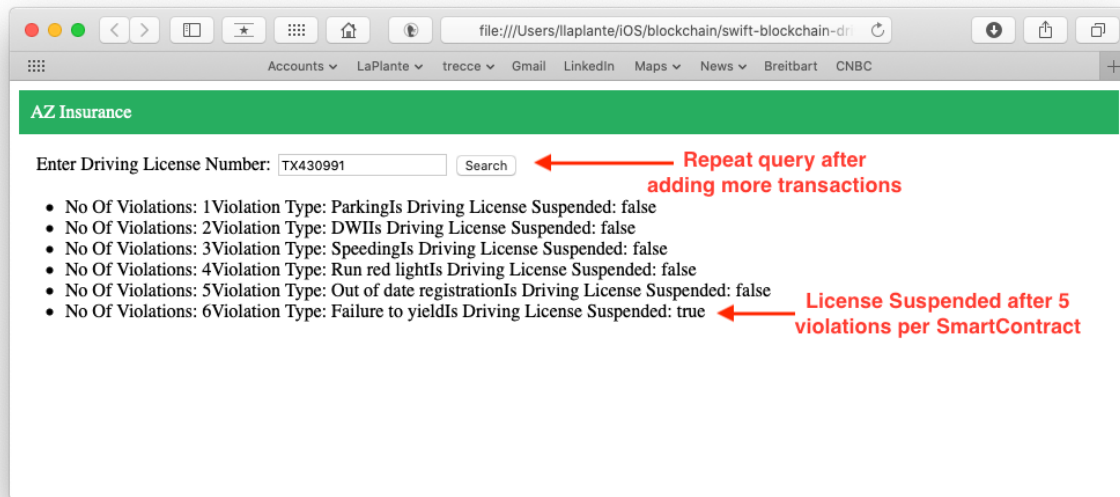 file:///Users/llaplante/iOS/blockchain/swift-blockchain-dri
Accounts LaPlante trecce Gmail LinkedIn Maps News Breitbart CNBC
AZ Insurance
Enter Driving License Number: TX430991 Search
Repeat query after
adding more transactions
No Of Violations: 1Violation Type: ParkingIs Driving License Suspended: false
No Of Violations: 2Violation Type: DWIIs Driving License Suspended: false
No Of Violations: 3Violation Type: SpeedingIs Driving License Suspended: false
No Of Violations: 4Violation Type: Run red lightIs Driving License Suspended: false
No Of Violations: 5Violation Type: Out of date registrationIs Driving License Suspended: false
No Of Violations: 6Violation Type: Failure to yieldIs Driving License Suspended: true
License Suspended after 5
violations per SmartContract